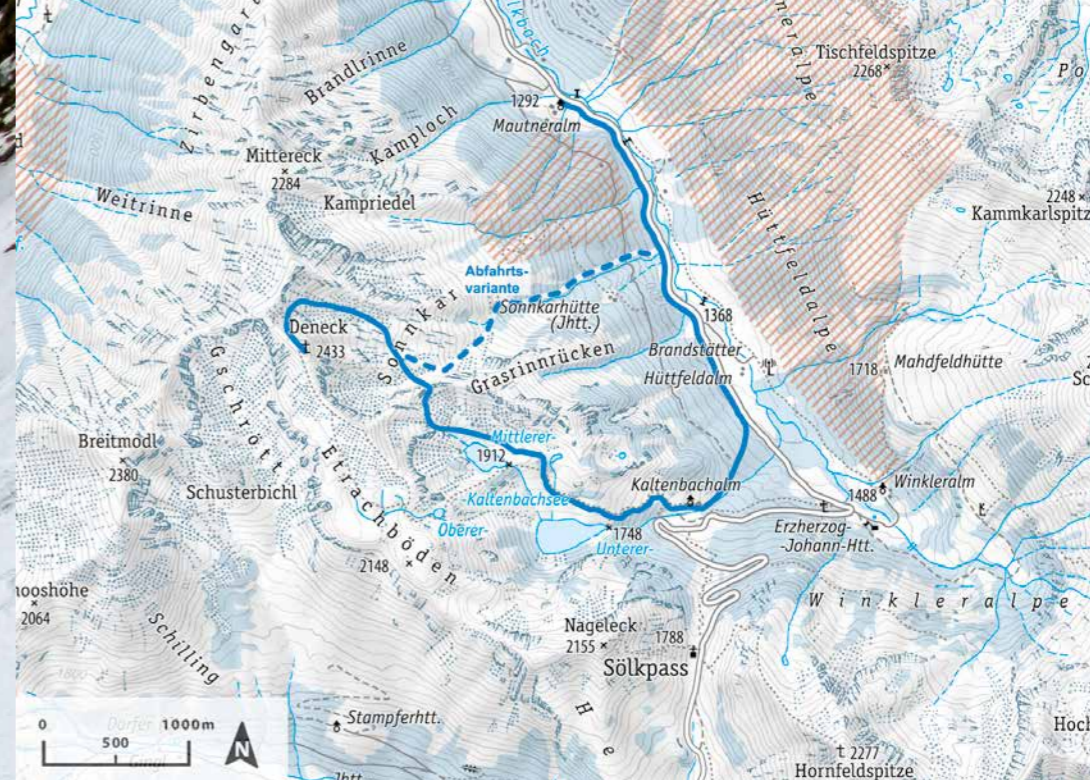 Zirbengart
Brandlrinne
Tischfeldspitze
2268
1292
Mautneralm
Kamploch
Mittereck
2284
Weitrinne
Kampriedel
2248
Kammkarlspitz
Hüttfeldalpe
Abfahrts-
variante
Sonnkar
Sonnkarhütte
(Jhtt.)
1368
Deneck
2433
Brandstätter
Hüttfeldalm
Grasrinnrücken
1718
Mahdfeldhütte
Gschrött
Breitmodl
2380
Mittlerer-
1912
Schusterbichl
Etrachböden
Kaltenbachsee
Kaltenbachalm
1488
Winkleralm
Oberer-
1748
Unterer-
Erzherzog-
-Johann-Htt.
2148
2064
Winkleralpe
Schilling
Nageleck
2155
1788
Sölkpass
Stampferhtt.
0
1000m
500
N
2277
Hornfeldspitze